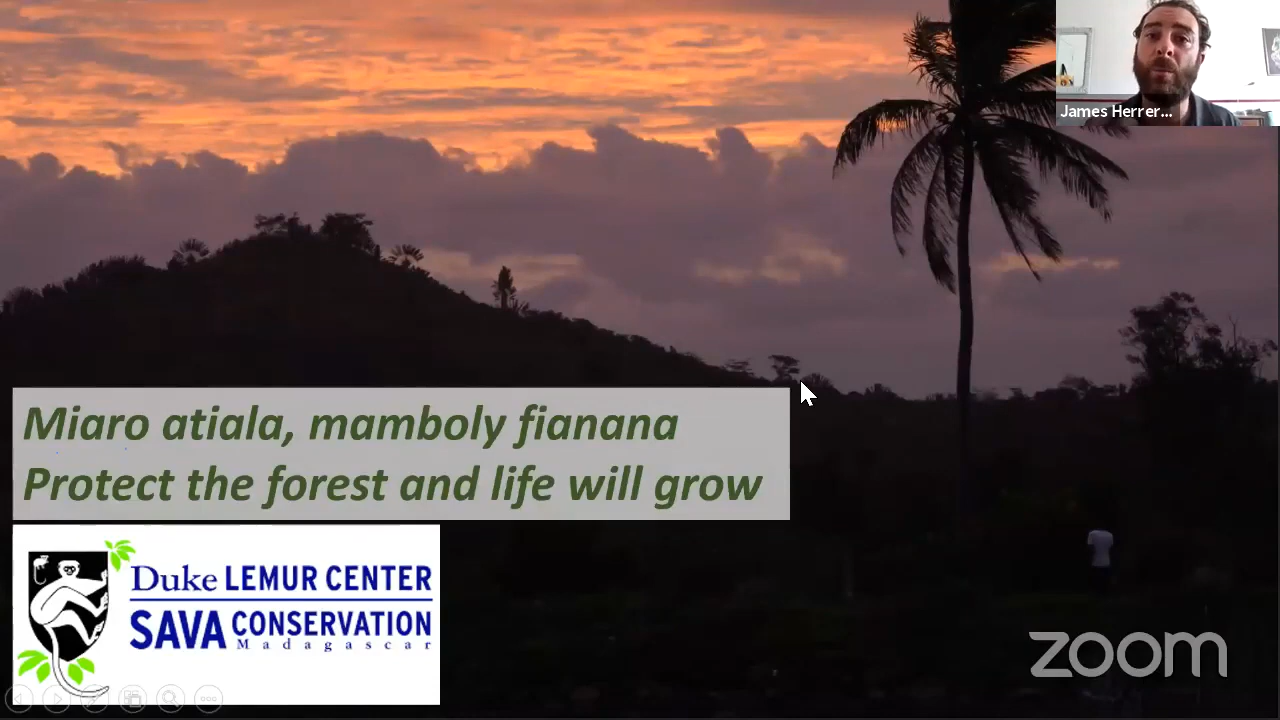 James Herrer...
Miaro atiala, mamboly fianana
Protect the forest and life will grow
Duke LEMUR CENTER
SAVA CONSERVATION
Madagascar
zoom